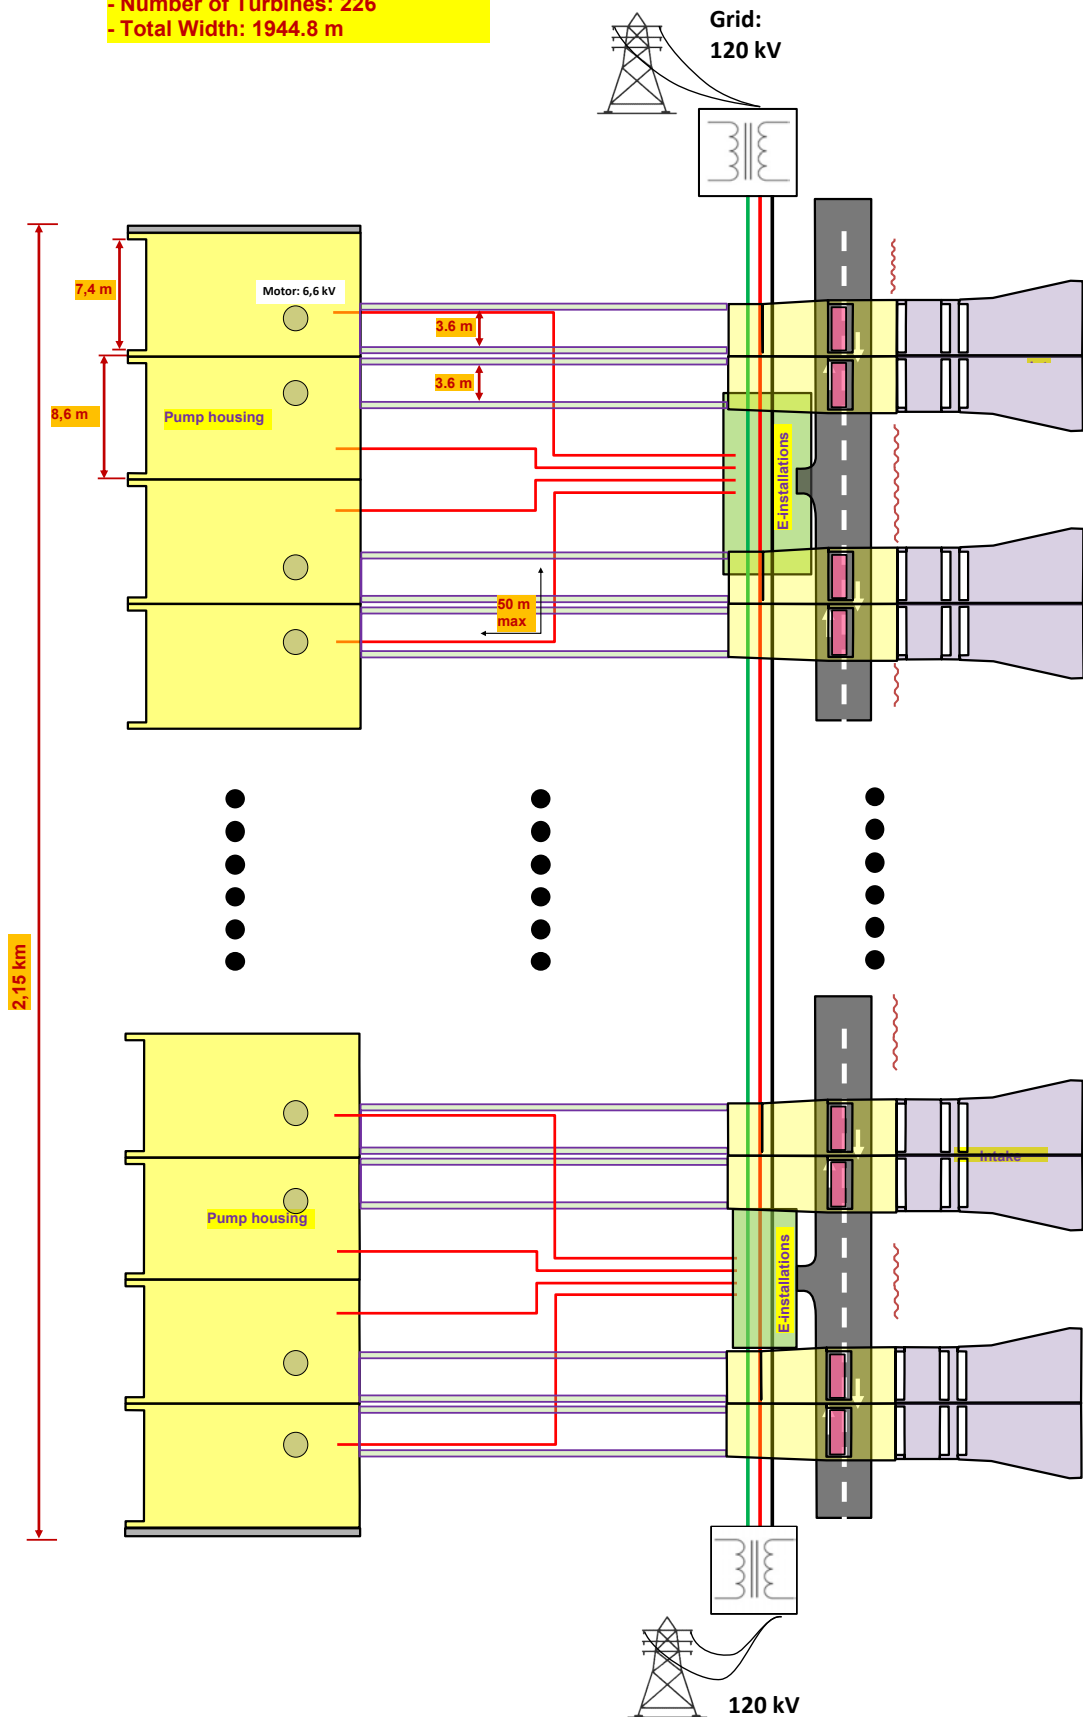 - Number of Turbines: 226
- Total Width: 1944.8 m
Grid:
120 kV
7,4 m
Motor: 6,6 kV
3.6 m
3.6 m
8,6 m
Pump housing
E-installations
50 m
max
2,15 km
Intake
Pump housing
E-installations
120 kV